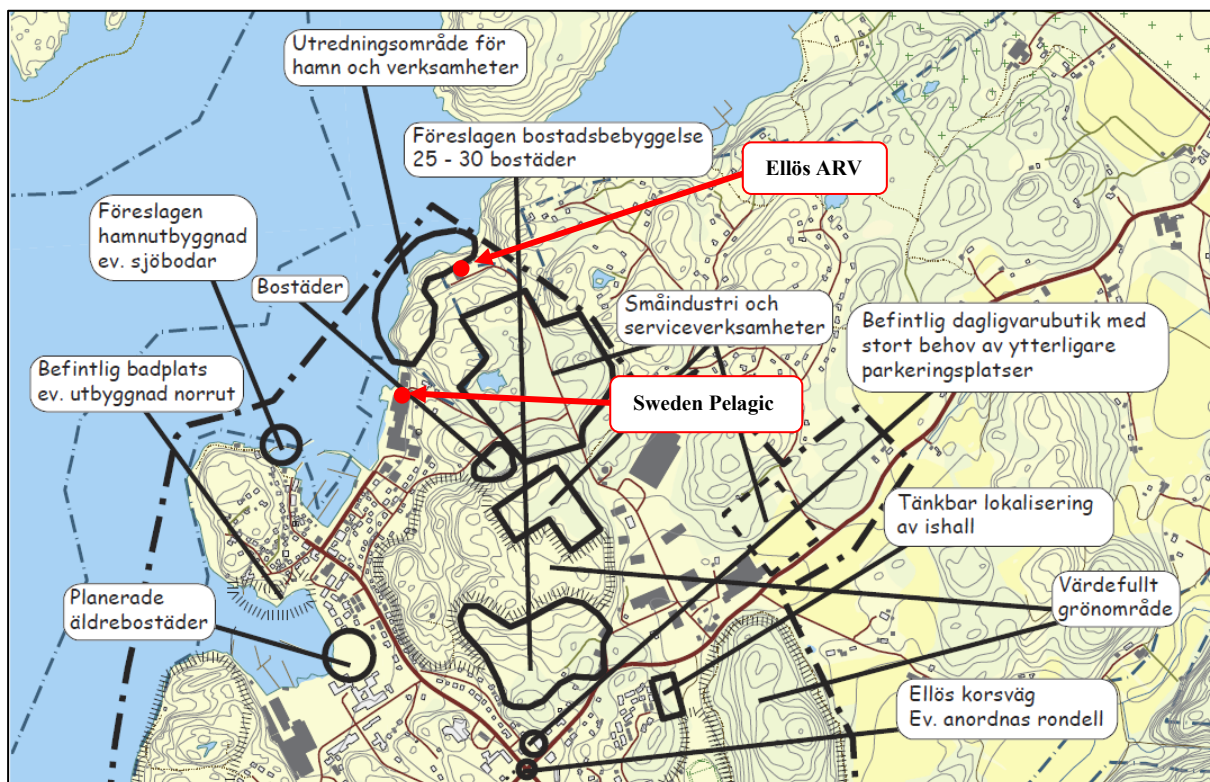 Utredningsområde för
hamn och verksamheter
Föreslagen bostadsbebyggelse
25 - 30 bostäder
Ellös ARV
Föreslagen
hamnutbyggnad
ev. sjöbodar
Bostäder
Småindustri och
serviceverksamheter
Befintlig dagligvarubutik med
stort behov av ytterligare
parkeringsplatser
Befintlig badplats
ev. utbyggnad norrut
Sweden Pelagic
Tänkbar lokalisering
av ishall
Planerade
äldrebostäder
Värdefullt
grönområde
Ellös korsväg
Ev. anordnas rondell